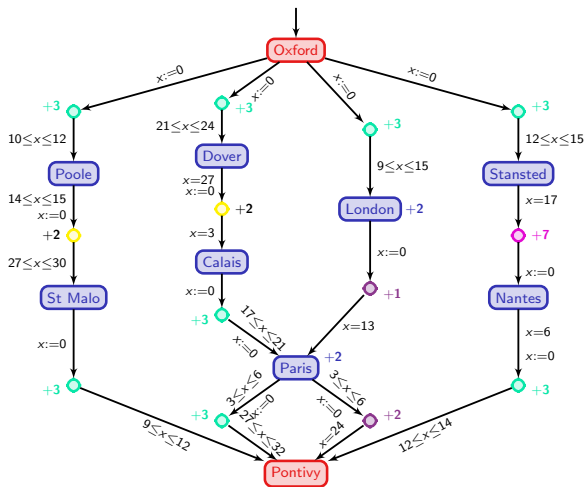 Oxford
x:=0
x:=0
x:=0
x:=0
+3
+3
+3
+3
10≤x≤12
21≤x≤24
9≤x≤15
12≤x≤15
Poole
Dover
London
+2
Stansted
14≤x≤15
x:=0
x=27
x:=0
x=17
+2
+2
+7
27≤x≤30
x=3
x:=0
x:=0
St Malo
Calais
+1
Nantes
x:=0
x:=0
x=6
x:=0
+3
17≤x≤21
x:=0
x=13
Paris
+2
+3
3≤x≤6
x:=0
3≤x≤6
x:=0
+3
+3
+2
9≤x≤12
27≤x≤32
x=24
12≤x≤14
Pontivy